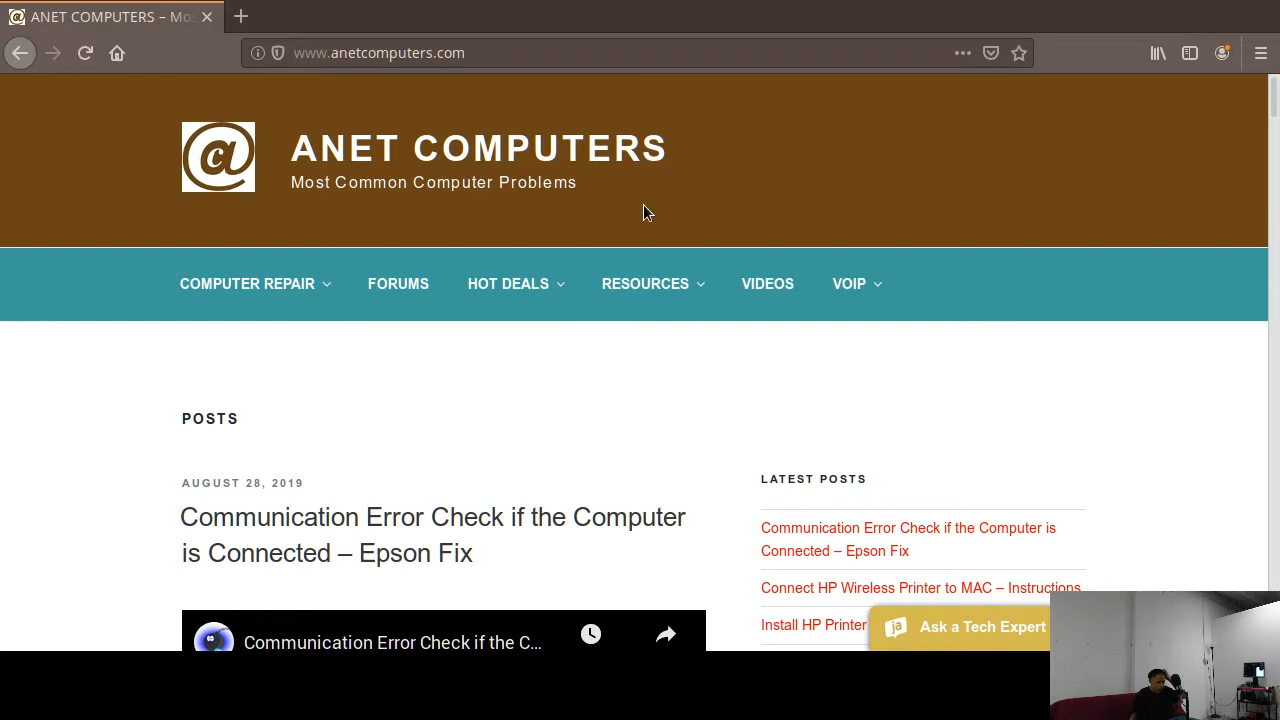 ANET COMPUTERS – Mos
www.anetcomputers.com
ANET COMPUTERS
Most Common Computer Problems
COMPUTER REPAIR
FORUMS
HOT DEALS
RESOURCES
VIDEOS
VOIP
POSTS
AUGUST 28, 2019
Communication Error Check if the Computer
is Connected – Epson Fix
Communication Error Check if the C...
LATEST POSTS
Communication Error Check if the Computer is
Connected – Epson Fix
Connect HP Wireless Printer to MAC – Instructions
Install HP Printer
ja
Ask a Tech Expert